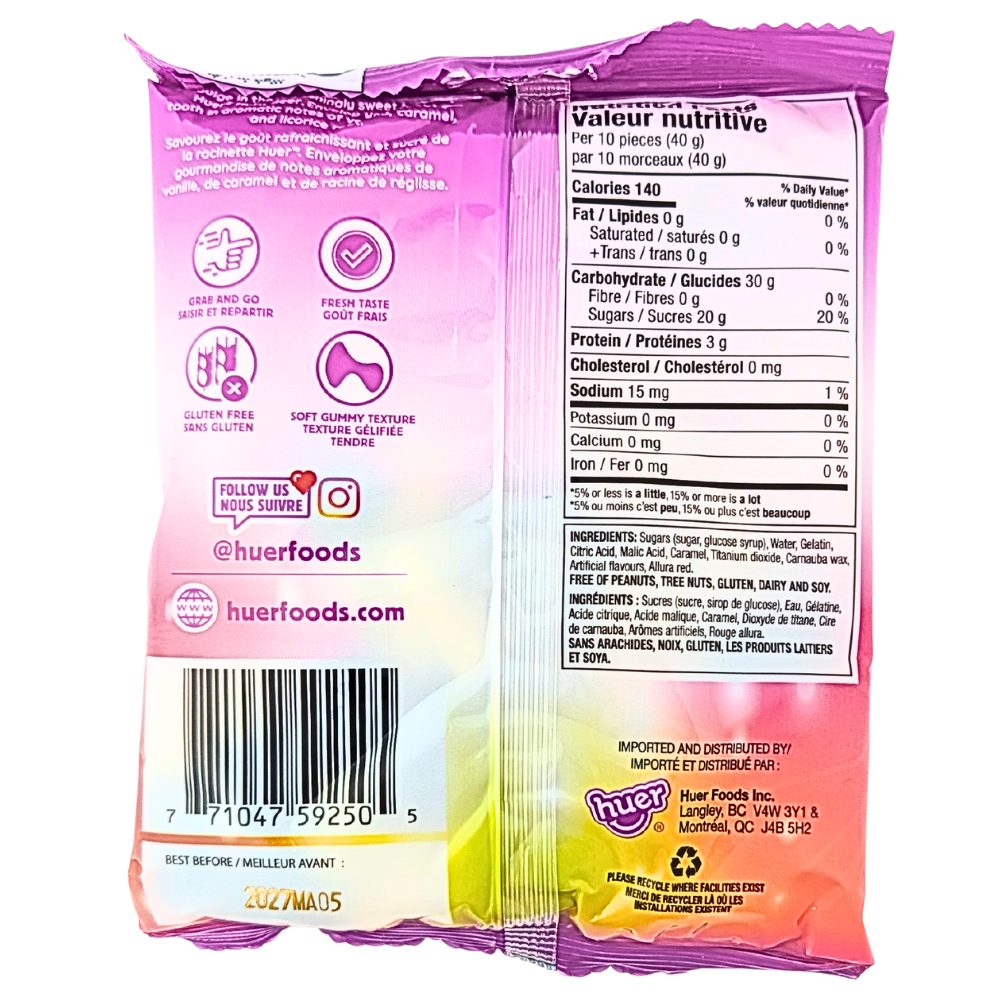 sweet
tooth in aromatic notes of caramel,
and licorice
Savourez le goût rafraîchissant et sucré de
la racinette Huer™. Enveloppez votre
gourmandise de notes aromatiques de
vanille, de caramel et de racine de réglisse.
GRAB AND GO
SAISIR ET REPARTIR
FRESH TASTE
GOÛT FRAIS
GLUTEN FREE
SANS GLUTEN
SOFT GUMMY TEXTURE
TEXTURE GÉLIFIÉE
TENDRE
FOLLOW US
NOUS SUIVRE
@huerfoods
www
huerfoods.com
7 71047 59250 5
BEST BEFORE / MEILLEUR AVANT :
2027MA05
Nutrition Facts
Valeur nutritive
Per 10 pieces (40 g)
par 10 morceaux (40 g)
Calories 140 % Daily Value*
% valeur quotidienne*
Fat / Lipides 0 g 0 %
Saturated / saturés 0 g
+Trans / trans 0 g 0 %
Carbohydrate / Glucides 30 g
Fibre / Fibres 0 g 0 %
Sugars / Sucres 20 g 20 %
Protein / Protéines 3 g
Cholesterol / Cholestérol 0 mg
Sodium 15 mg 1 %
Potassium 0 mg 0 %
Calcium 0 mg 0 %
Iron / Fer 0 mg 0 %
*5% or less is a little, 15% or more is a lot
*5% ou moins c'est peu, 15% ou plus c'est beaucoup
INGREDIENTS: Sugars (sugar, glucose syrup), Water, Gelatin,
Citric Acid, Malic Acid, Caramel, Titanium dioxide, Carnauba wax,
Artificial flavours, Allura red.
FREE OF PEANUTS, TREE NUTS, GLUTEN, DAIRY AND SOY.
INGRÉDIENTS : Sucres (sucre, sirop de glucose), Eau, Gélatine,
Acide citrique, Acide malique, Caramel, Dioxyde de titane, Cire
de carnauba, Arômes artificiels, Rouge allura.
SANS ARACHIDES, NOIX, GLUTEN, LES PRODUITS LAITIERS
ET SOYA.
IMPORTED AND DISTRIBUTED BY/
IMPORTÉ ET DISTRIBUÉ PAR :
huer®
Huer Foods Inc.
Langley, BC V4W 3Y1 &
Montréal, QC J4B 5H2
PLEASE RECYCLE WHERE FACILITIES EXIST
MERCI DE RECYCLER LÀ OÙ LES
INSTALLATIONS EXISTENT